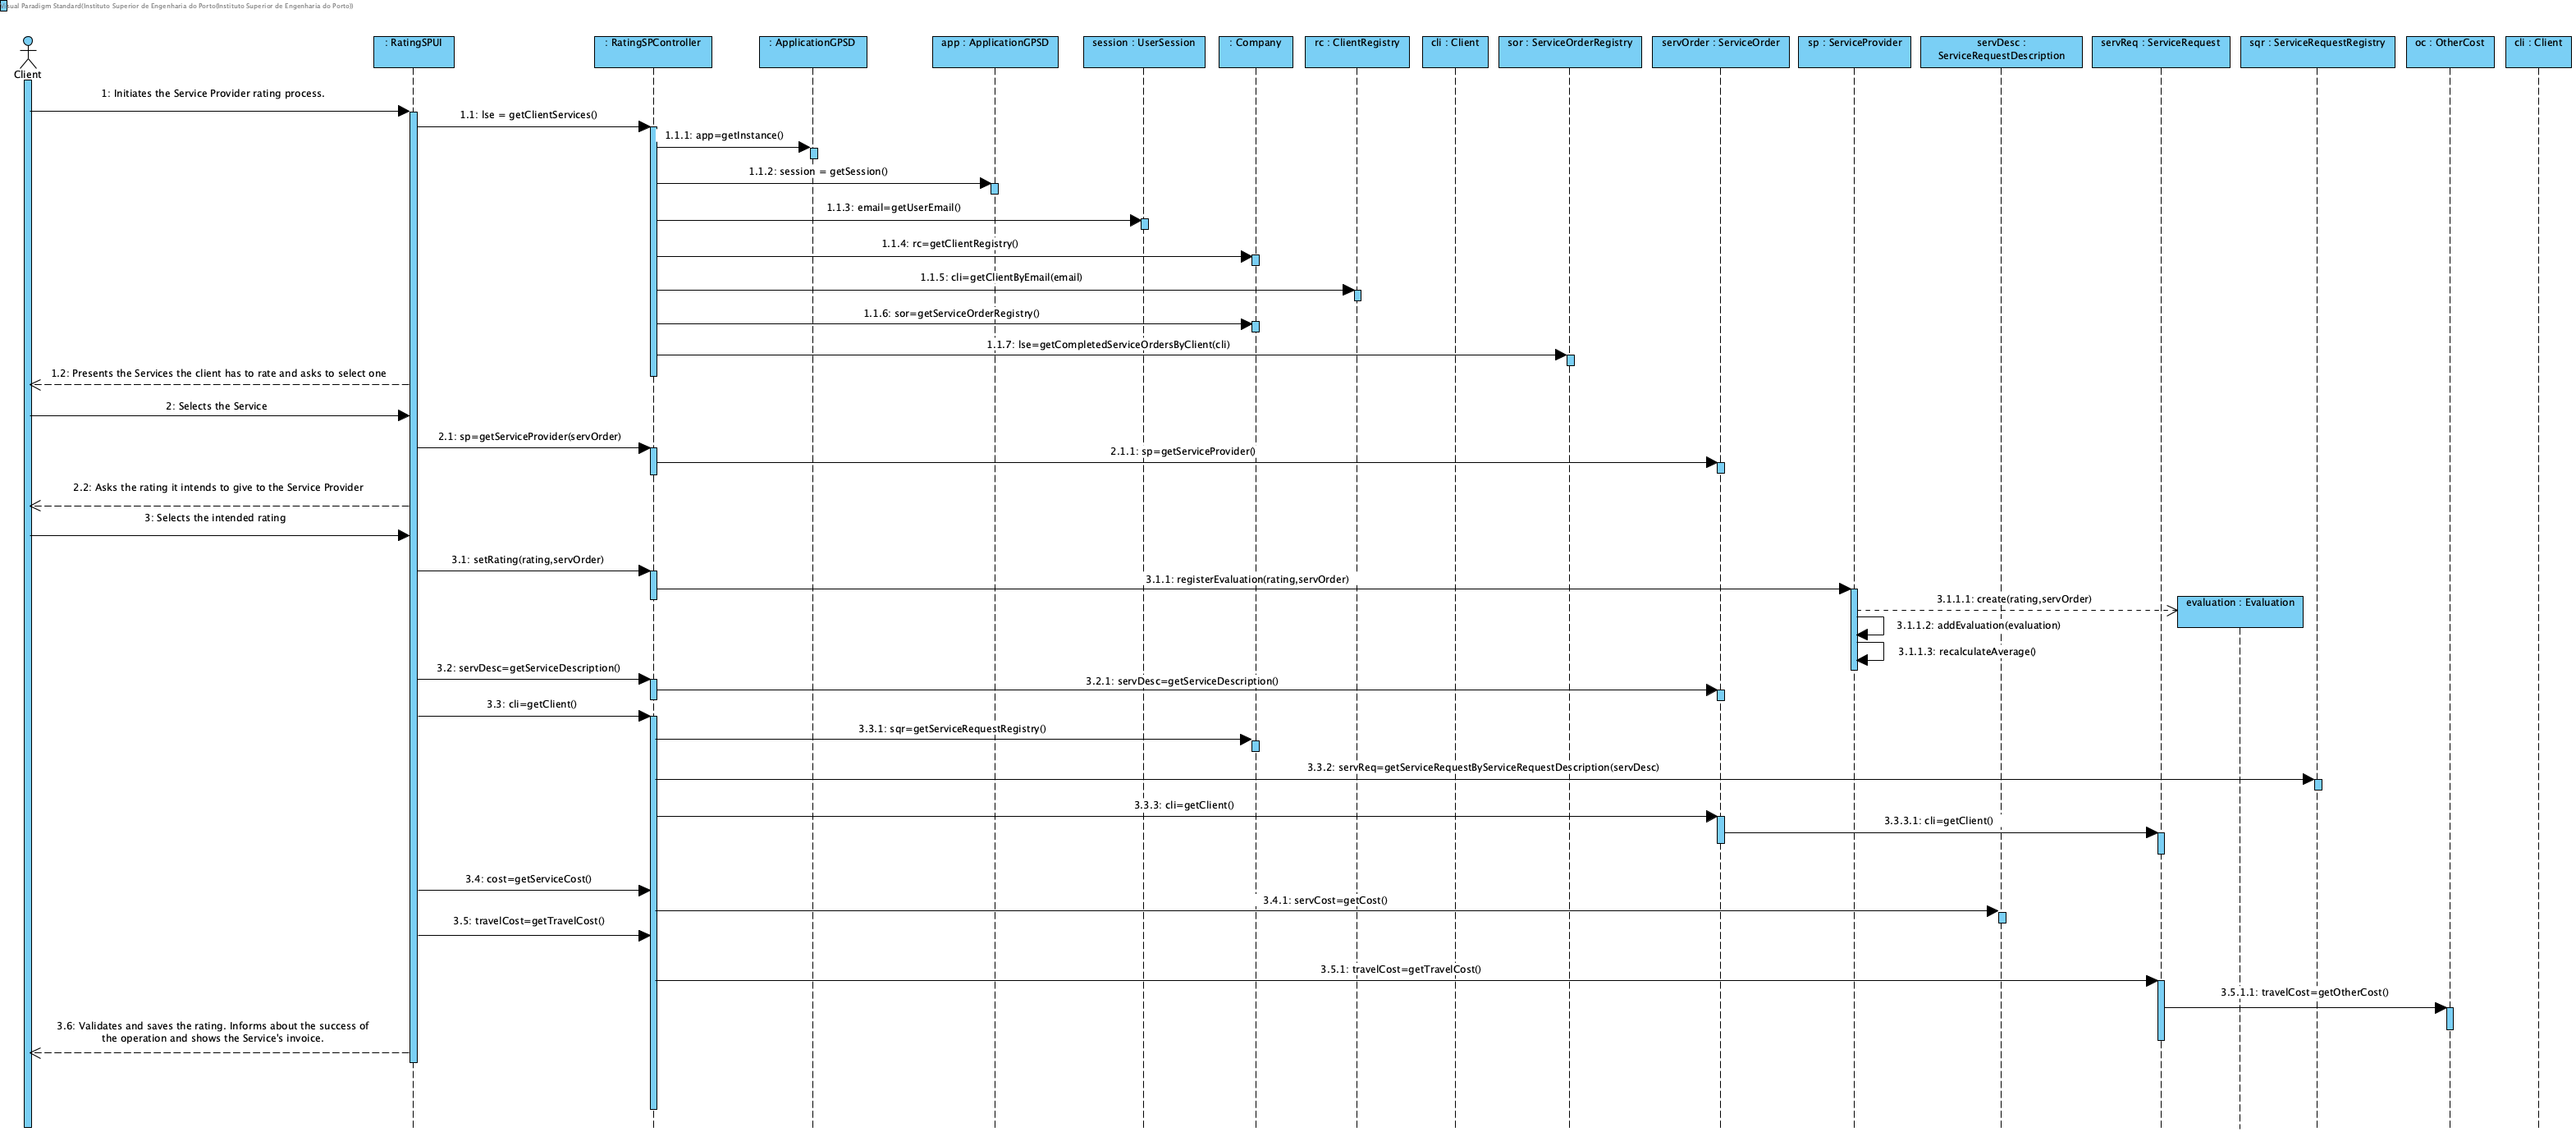 Visual Paradigm Standard(Instituto Superior de Engenharia do Porto(Instituto Superior de Engenharia do Porto))
Client
: RatingSPUI
: RatingSPController
: ApplicationGPSD
app : ApplicationGPSD
session : UserSession
: Company
rc : ClientRegistry
cli : Client
sor : ServiceOrderRegistry
servOrder : ServiceOrder
sp : ServiceProvider
servDesc :
ServiceRequestDescription
servReq : ServiceRequest
sqr : ServiceRequestRegistry
oc : OtherCost
cli : Client
1: Initiates the Service Provider rating process.
1.1: lse = getClientServices()
1.1.1: app=getInstance()
1.1.2: session = getSession()
1.1.3: email=getUserEmail()
1.1.4: rc=getClientRegistry()
1.1.5: cli=getClientByEmail(email)
1.1.6: sor=getServiceOrderRegistry()
1.1.7: lse=getCompletedServiceOrdersByClient(cli)
1.2: Presents the Services the client has to rate and asks to select one
2: Selects the Service
2.1: sp=getServiceProvider(servOrder)
2.1.1: sp=getServiceProvider()
2.2: Asks the rating it intends to give to the Service Provider
3: Selects the intended rating
3.1: setRating(rating,servOrder)
3.1.1: registerEvaluation(rating,servOrder)
3.1.1.1: create(rating,servOrder)
evaluation : Evaluation
3.1.1.2: addEvaluation(evaluation)
3.1.1.3: recalculateAverage()
3.2: servDesc=getServiceDescription()
3.2.1: servDesc=getServiceDescription()
3.3: cli=getClient()
3.3.1: sqr=getServiceRequestRegistry()
3.3.2: servReq=getServiceRequestByServiceRequestDescription(servDesc)
3.3.3: cli=getClient()
3.3.3.1: cli=getClient()
3.4: cost=getServiceCost()
3.4.1: servCost=getCost()
3.5: travelCost=getTravelCost()
3.5.1: travelCost=getTravelCost()
3.5.1.1: travelCost=getOtherCost()
3.6: Validates and saves the rating. Informs about the success of
the operation and shows the Service's invoice.